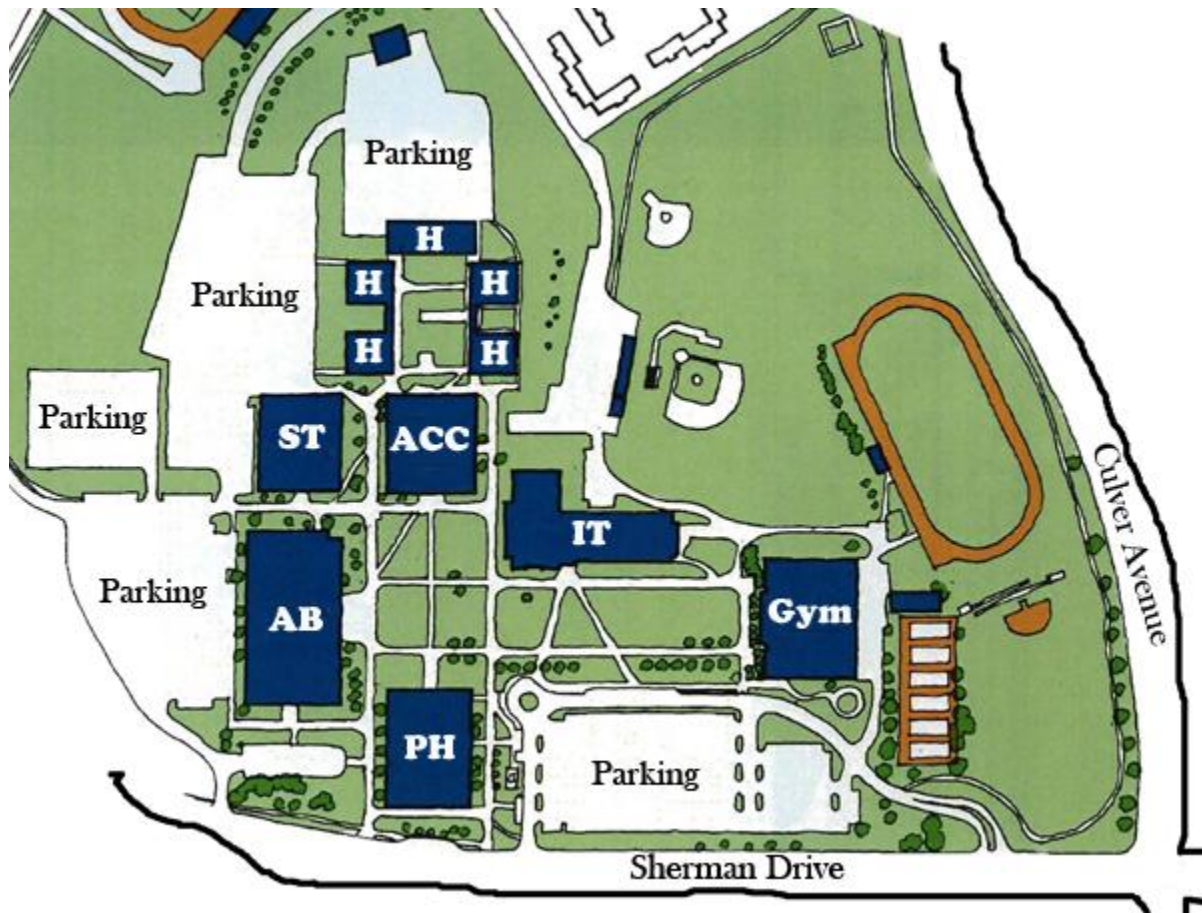 Parking
H
H
H
Parking
H
H
Parking
ST
ACC
Culver Avenue
IT
Parking
AB
Gym
PH
Parking
Sherman Drive